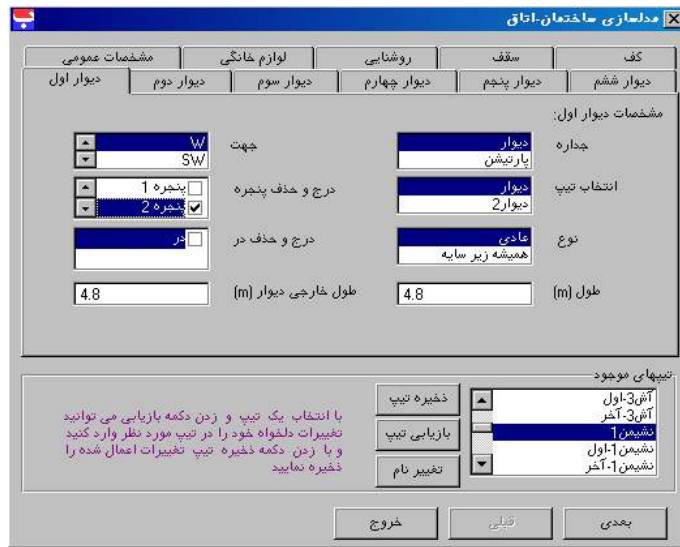 مدلسازی ساختمان-اتاق
کف
سقف
روشنایی
لوازم خانگی
مشخصات عمومی
دیوار ششم
دیوار پنجم
دیوار چهارم
دیوار سوم
دیوار دوم
دیوار اول
مشخصات دیوار اول:
جداره
دیوار
پارتیشن
جهت
W
SW
انتخاب تیپ
دیوار
دیوار2
درج و حذف پنجره
پنجره 1
پنجره 2
نوع
عادی
همیشه زیر سایه
درج و حذف در
در
طول (m)
4.8
طول خارجی دیوار (m)
4.8
تیپهای موجود
آش3-اول
آش3-آخر
نشیمن1
نشیمن1-اول
نشیمن1-آخر
ذخیره تیپ
بازیابی تیپ
تغییر نام
با انتخاب یک تیپ و زدن دکمه بازیابی می توانید
تغییرات دلخواه خود را در تیپ مورد نظر وارد کنید
و با زدن دکمه ذخیره تیپ تغییرات اعمال شده را
ذخیره نمایید
بعدی
قبلی
خروج